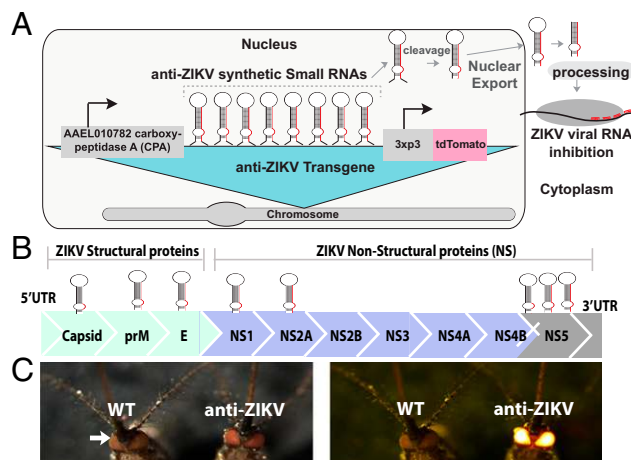 A
Nucleus
anti-ZIKV synthetic Small RNAs
cleavage
Nuclear
Export
processing
AAEL010782 carboxy-
peptidase A (CPA)
3xp3
tdTomato
anti-ZIKV Transgene
ZIKV viral RNA
inhibition
Chromosome
Cytoplasm
B
ZIKV Structural proteins
ZIKV Non-Structural proteins (NS)
5'UTR
3'UTR
Capsid
prM
E
NS1
NS2A
NS2B
NS3
NS4A
NS4B
NS5
C
WT
anti-ZIKV
WT
anti-ZIKV